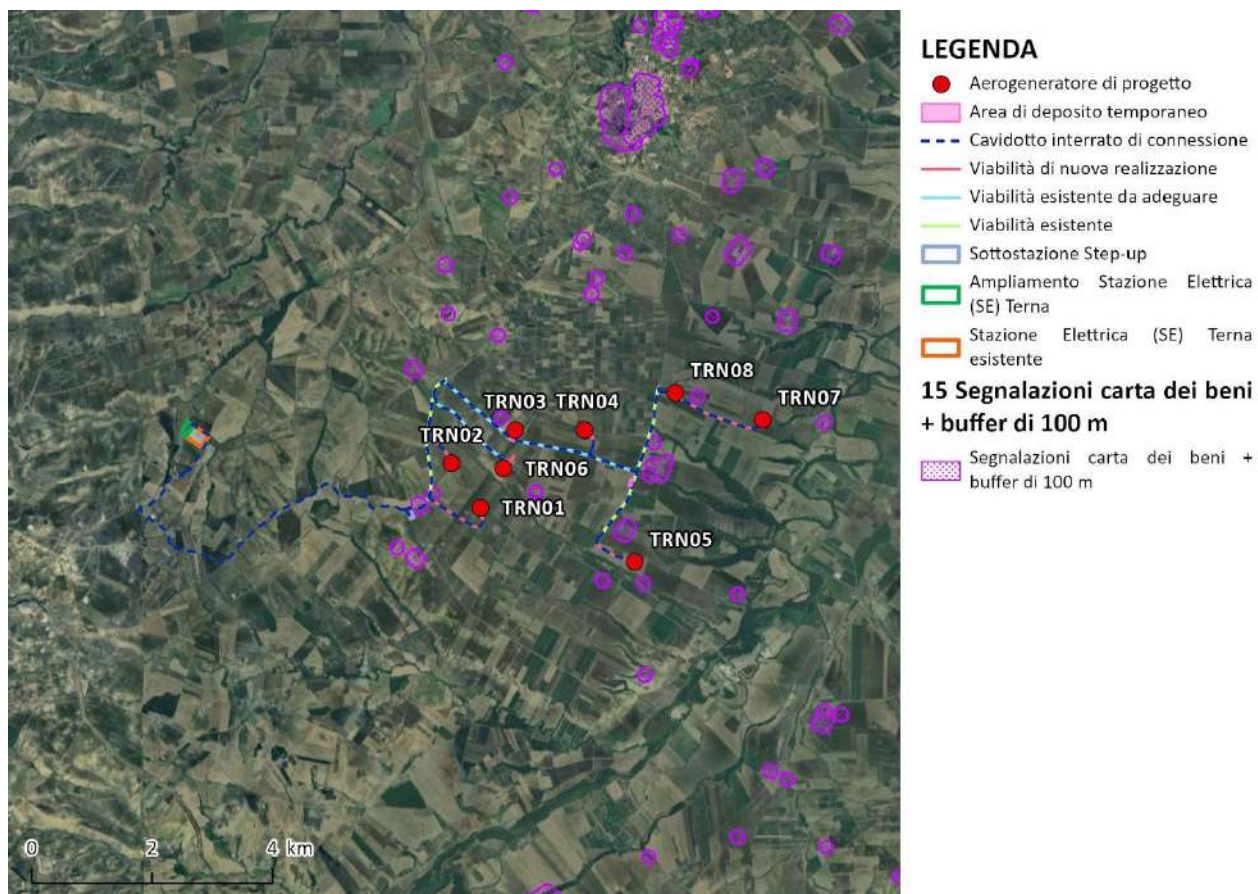 TRN08
TRN07
TRN03 TRN04
TRN02
TRN06
TRN01
TRN05
0 2 4 km
LEGENDA
Aerogeneratore di progetto
Area di deposito temporaneo
Cavidotto interrato di connessione
Viabilità di nuova realizzazione
Viabilità esistente da adeguare
Viabilità esistente
Sottostazione Step-up
Ampliamento Stazione Elettrica
(SE) Terna
Stazione Elettrica (SE) Terna
esistente
15 Segnalazioni carta dei beni
+ buffer di 100 m
Segnalazioni carta dei beni +
buffer di 100 m